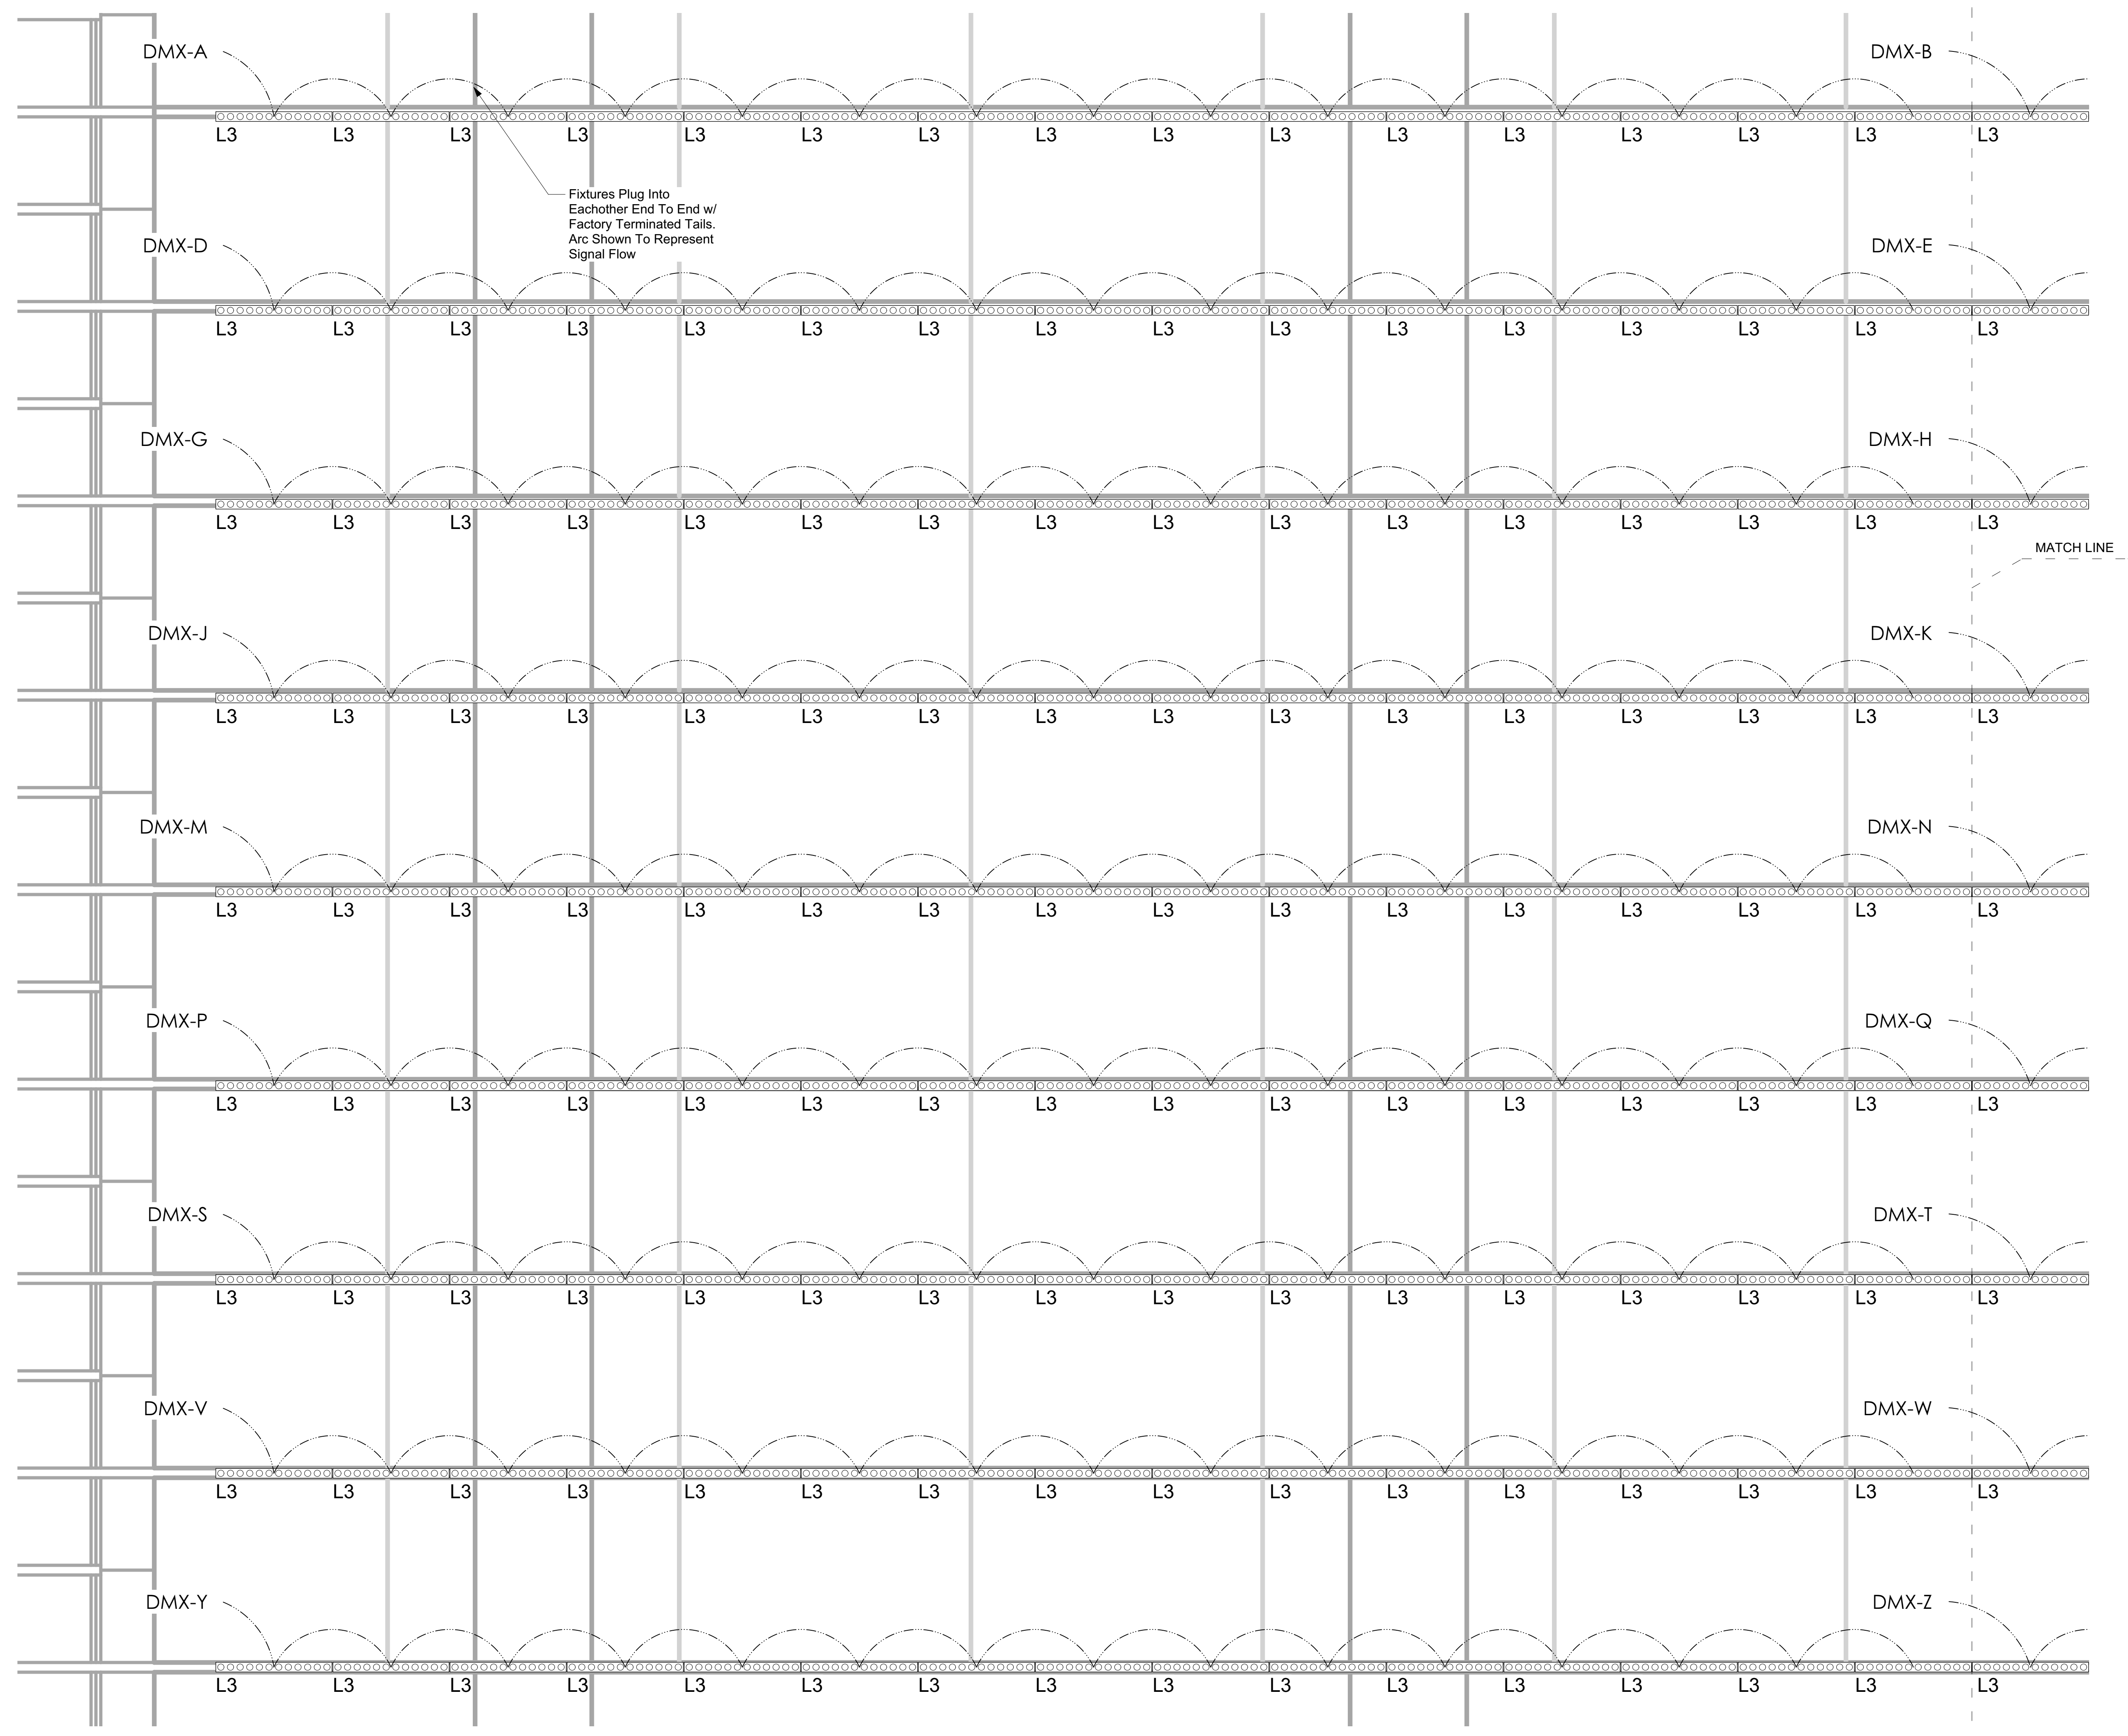 DMX-A DMX-B
L3 L3 L3 L3 L3 L3 L3 L3 L3 L3 L3 L3 L3 L3 L3 L3
Fixtures Plug Into
Eachother End To End w/
Factory Terminated Tails.
Arc Shown To Represent
Signal Flow
DMX-D DMX-E
L3 L3 L3 L3 L3 L3 L3 L3 L3 L3 L3 L3 L3 L3 L3 L3
DMX-G DMX-H
L3 L3 L3 L3 L3 L3 L3 L3 L3 L3 L3 L3 L3 L3 L3 L3
MATCH LINE
DMX-J DMX-K
L3 L3 L3 L3 L3 L3 L3 L3 L3 L3 L3 L3 L3 L3 L3 L3
DMX-M DMX-N
L3 L3 L3 L3 L3 L3 L3 L3 L3 L3 L3 L3 L3 L3 L3 L3
DMX-P DMX-Q
L3 L3 L3 L3 L3 L3 L3 L3 L3 L3 L3 L3 L3 L3 L3 L3
DMX-S DMX-T
L3 L3 L3 L3 L3 L3 L3 L3 L3 L3 L3 L3 L3 L3 L3 L3
DMX-V DMX-W
L3 L3 L3 L3 L3 L3 L3 L3 L3 L3 L3 L3 L3 L3 L3 L3
DMX-Y DMX-Z
L3 L3 L3 L3 L3 L3 L3 L3 L3 L3 L3 L3 L3 L3 L3 L3